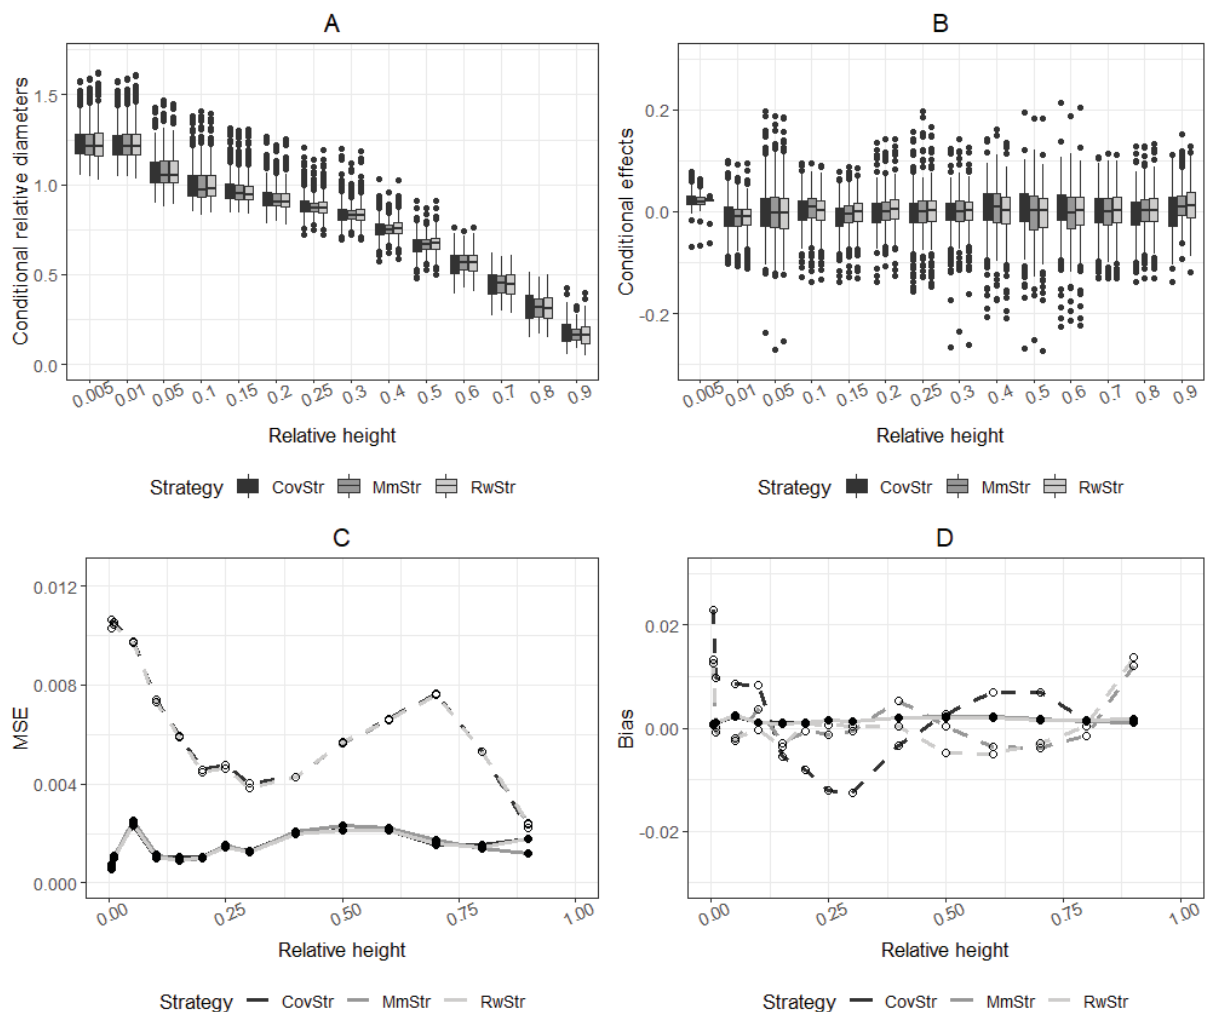 A
Conditional relative diameters
1.5
1.0
0.5
0.0
0.005 0.01 0.05 0.1 0.15 0.2 0.25 0.3 0.4 0.5 0.6 0.7 0.8 0.9
Relative height
Strategy CovStr MmStr RwStr
B
Conditional effects
0.2
0.0
-0.2
0.005 0.01 0.05 0.1 0.15 0.2 0.25 0.3 0.4 0.5 0.6 0.7 0.8 0.9
Relative height
Strategy CovStr MmStr RwStr
C
MSE
0.012
0.008
0.004
0.000
0.00 0.25 0.50 0.75 1.00
Relative height
Strategy CovStr MmStr RwStr
D
Bias
0.02
0.00
-0.02
0.00 0.25 0.50 0.75 1.00
Relative height
Strategy CovStr MmStr RwStr